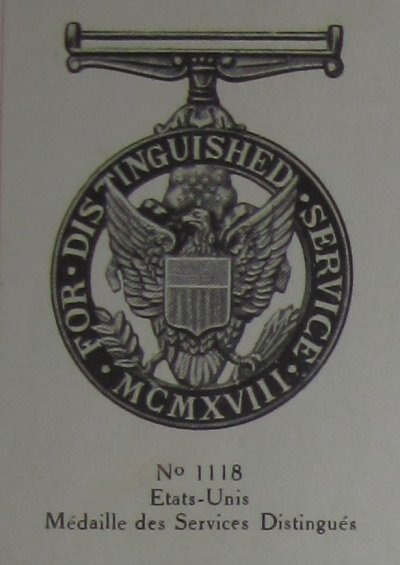 FOR · DISTINGUISHED · SERVICE ·
· MCMXVIII ·
Nº 1118
Etats-Unis
Médaille des Services Distingués